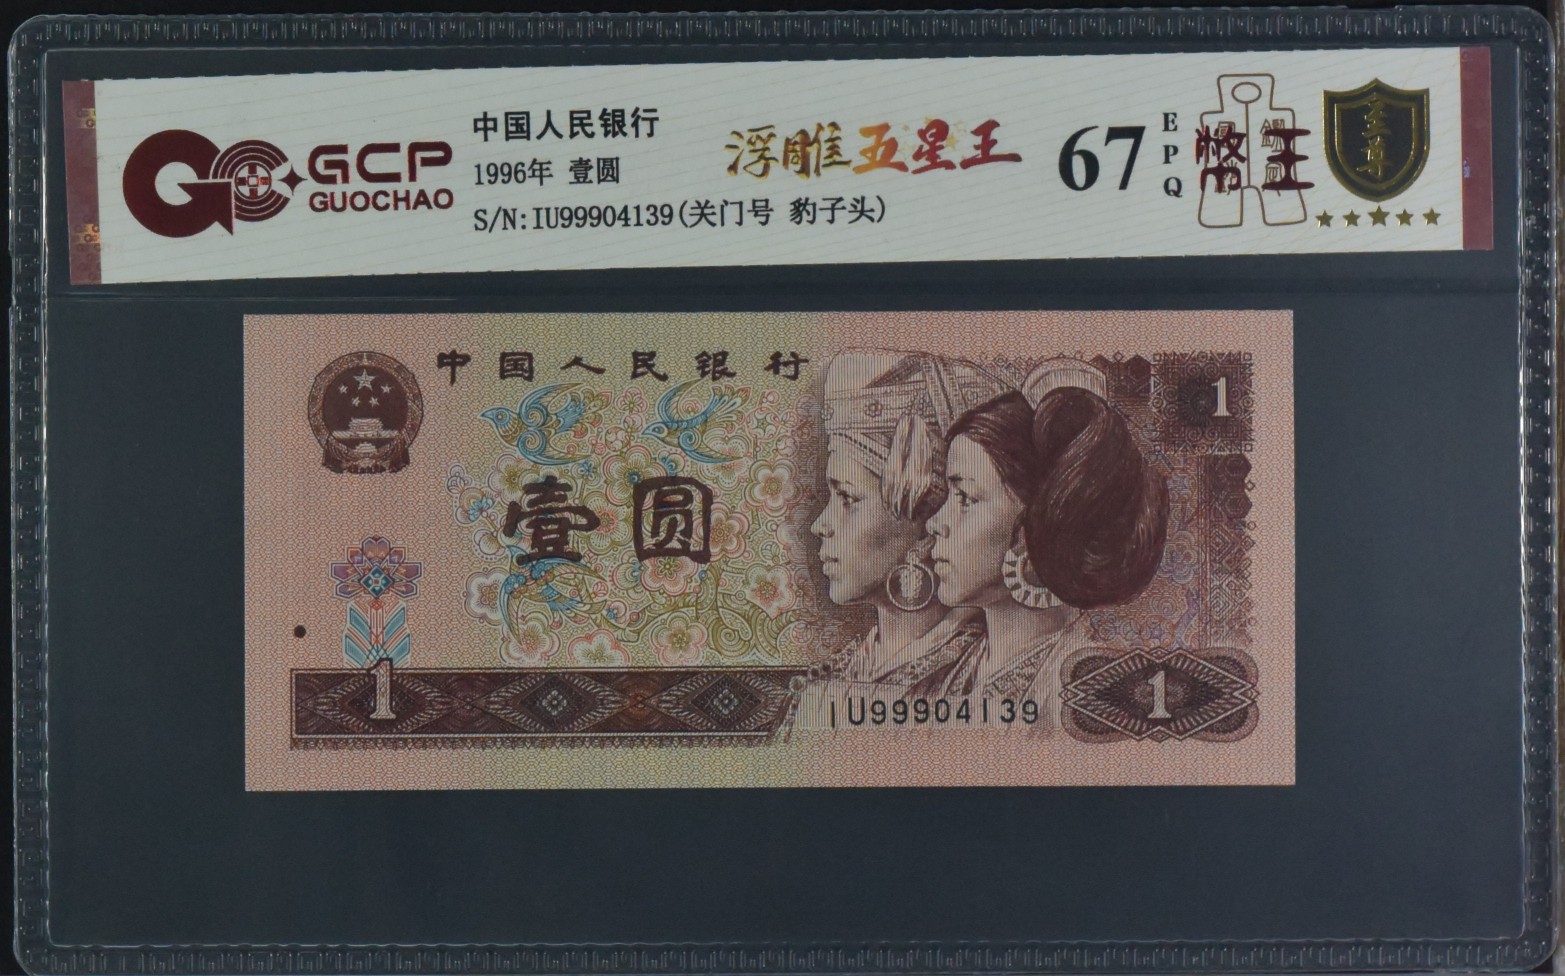 GCP
GUOCHAO
中国人民银行
1996年 壹圆
S/N:IU99904139(关门号 豹子头)
浮雕五星王
67
EPQ
幣王
至尊
中国人民银行
1
壹圆
1
IU99904139
1